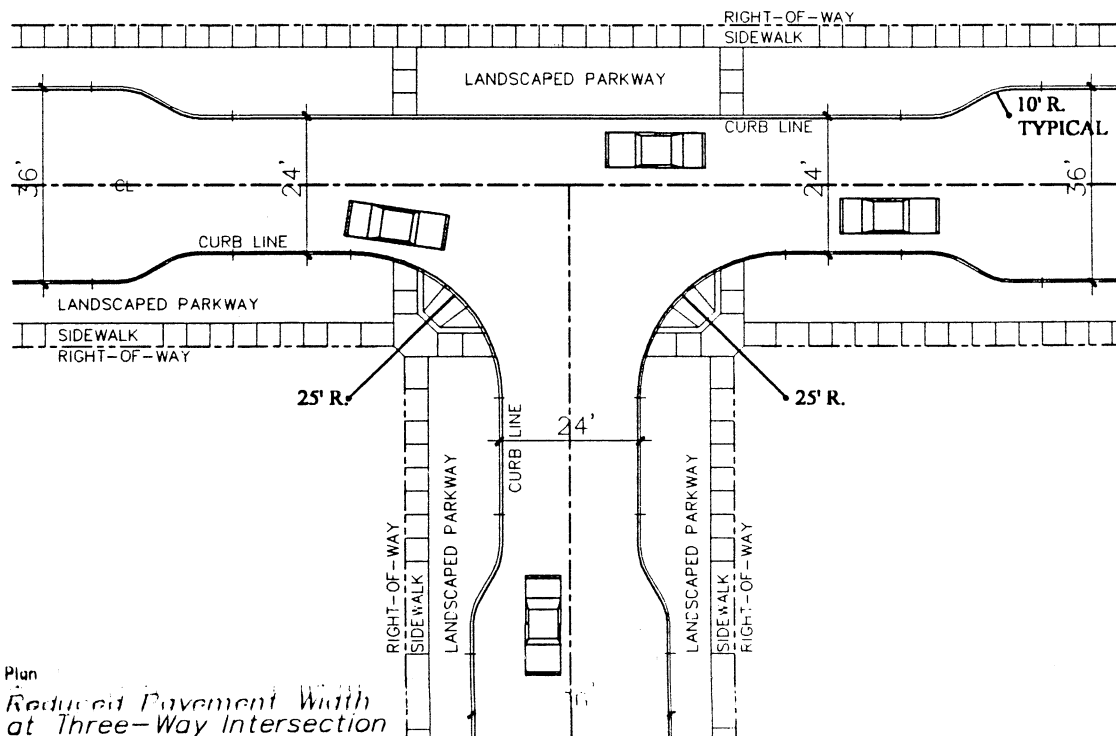 RIGHT-OF-WAY
SIDEWALK
LANDSCAPED PARKWAY
10' R.
TYPICAL
CURB LINE
36'
CL
24'
24'
36'
CURB LINE
LANDSCAPED PARKWAY
SIDEWALK
RIGHT-OF-WAY
25' R.
25' R.
24'
CURB LINE
RIGHT-OF-WAY
SIDEWALK
LANDSCAPED PARKWAY
LANDSCAPED PARKWAY
SIDEWALK
RIGHT-OF-WAY
Plan
Reduced Pavement Width
at Three-Way Intersection